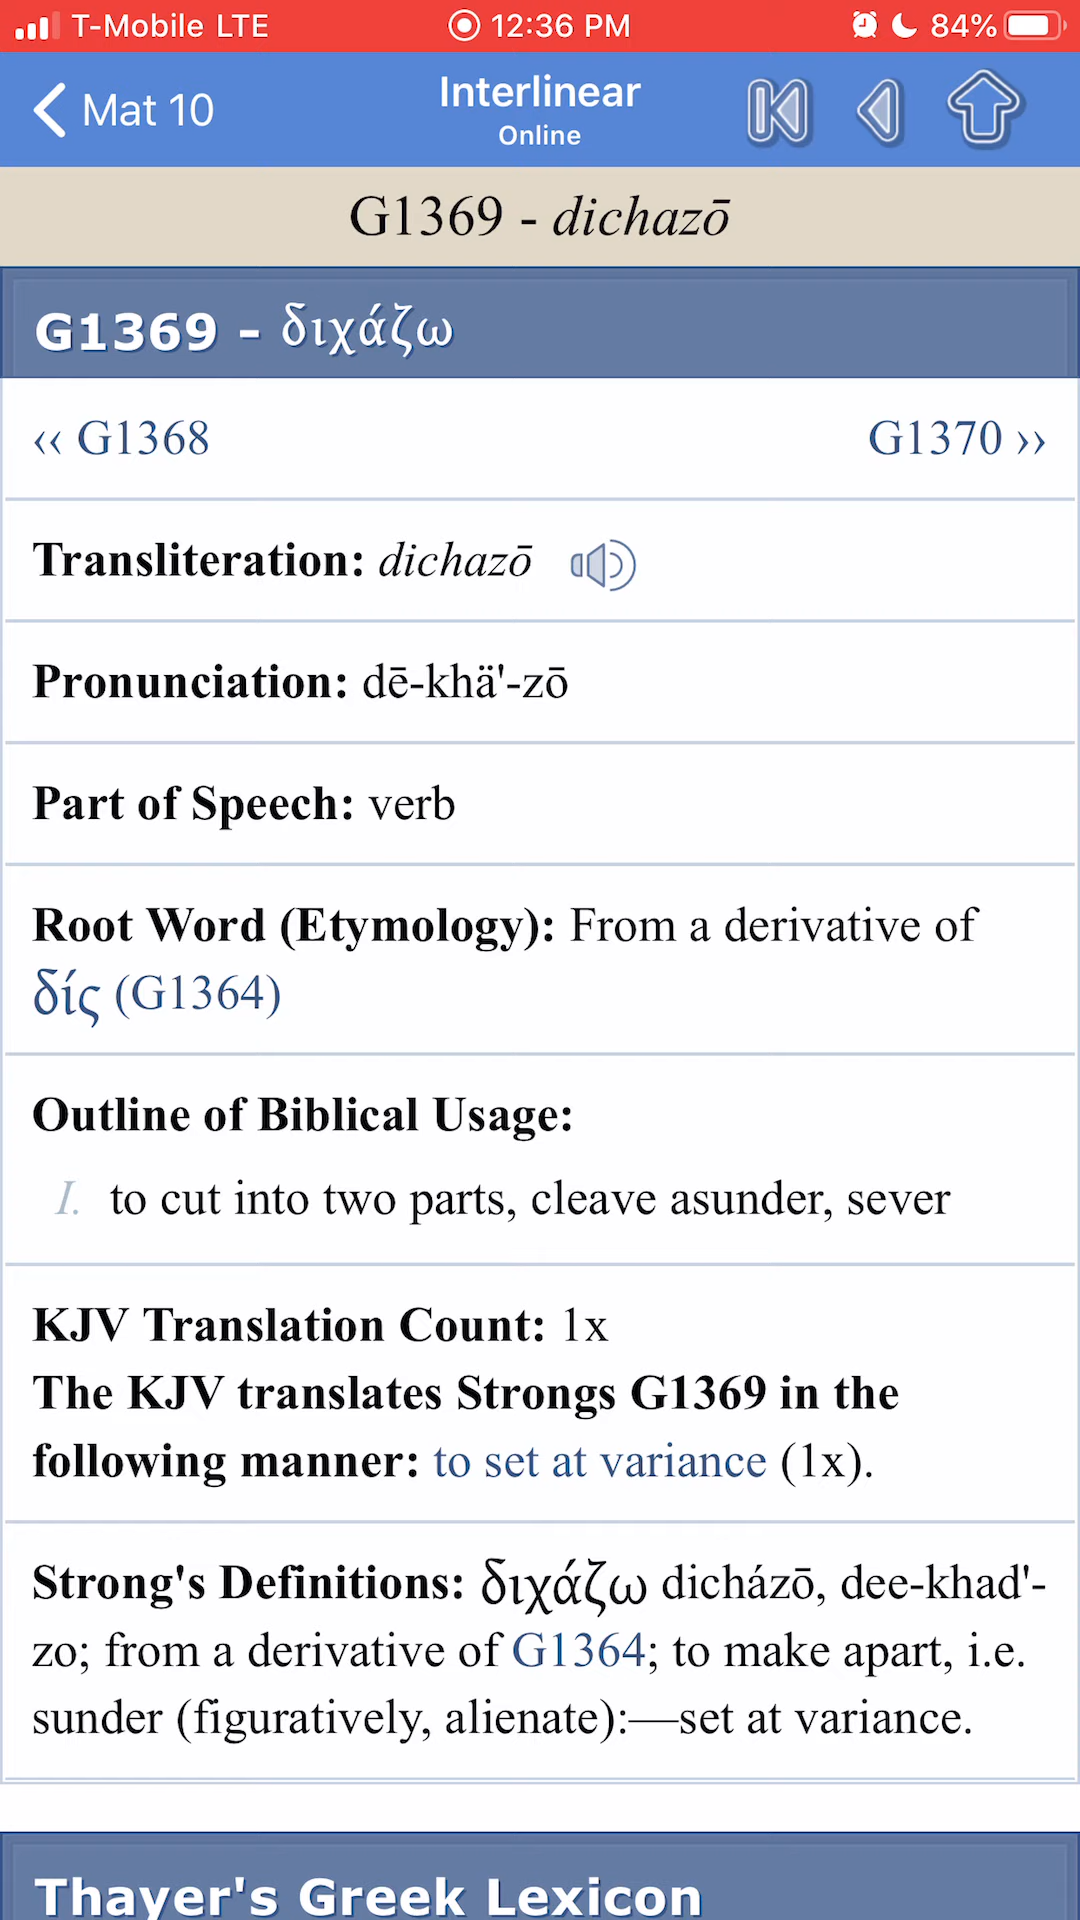 T-Mobile LTE 12:36 PM 84%
Mat 10 Interlinear
Online
G1369 - dichazō
G1369 - διχάζω
‹‹ G1368 G1370 ››
Transliteration: dichazō
Pronunciation: dē-khä'-zō
Part of Speech: verb
Root Word (Etymology): From a derivative of
δίς (G1364)
Outline of Biblical Usage:
I. to cut into two parts, cleave asunder, sever
KJV Translation Count: 1x
The KJV translates Strongs G1369 in the
following manner: to set at variance (1x).
Strong's Definitions: διχάζω dicházō, dee-khad'-
zo; from a derivative of G1364; to make apart, i.e.
sunder (figuratively, alienate):—set at variance.
Thayer's Greek Lexicon